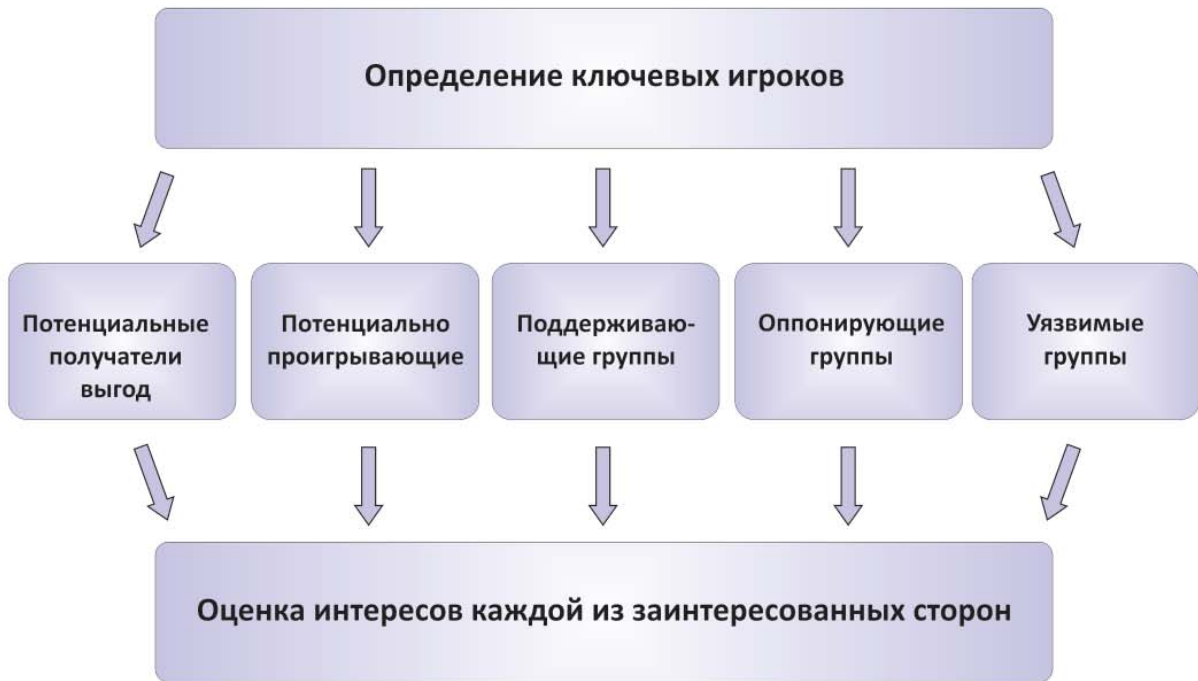 Определение ключевых игроков
Потенциальные
получатели
выгод
Потенциально
проигрывающие
Поддерживаю-
щие группы
Оппонирующие
группы
Уязвимые
группы
Оценка интересов каждой из заинтересованных сторон